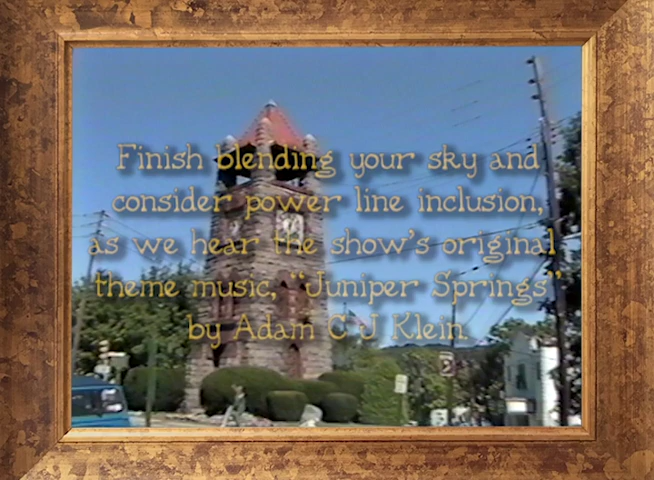 Finish blending your sky and
consider power line inclusion,
as we hear the show's original
theme music, "Juniper Springs"
by Adam C J Klein.